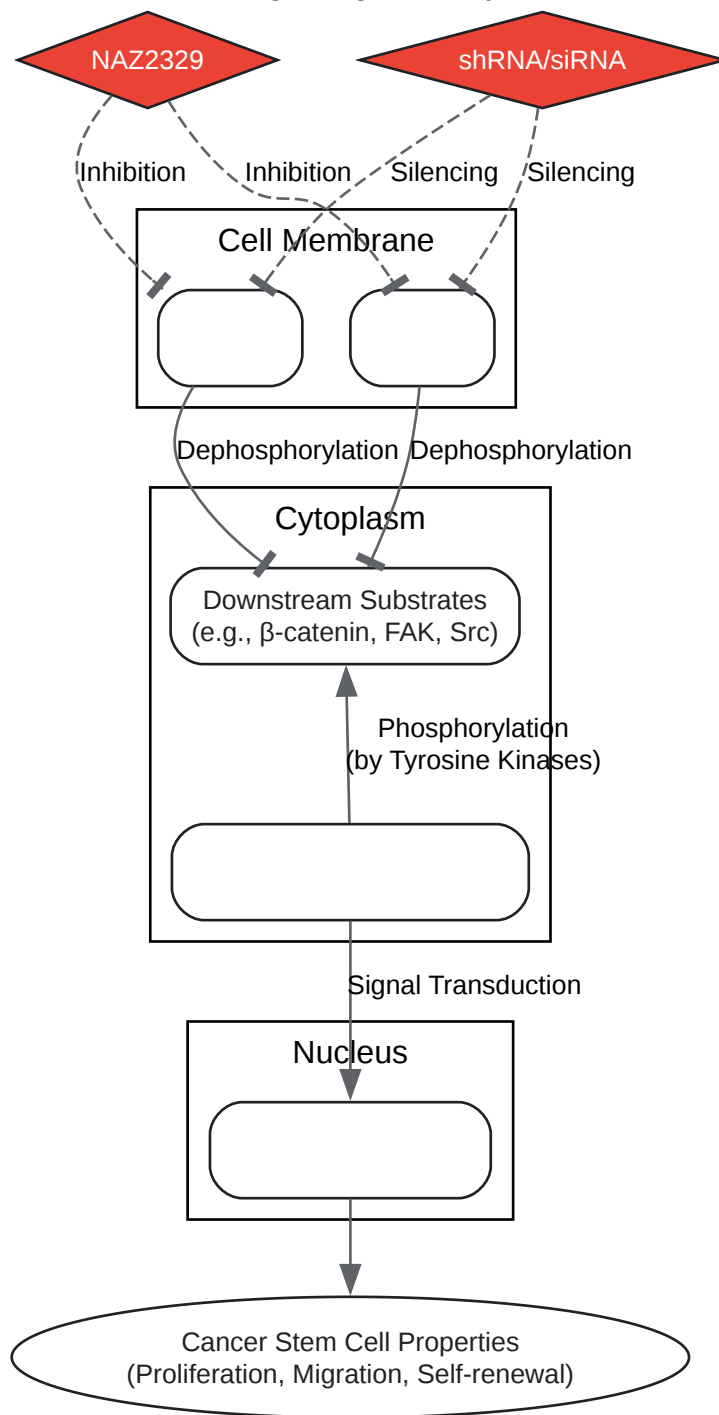 NAZ2329
shRNA/siRNA
Inhibition
Inhibition
Silencing
Silencing
Cell Membrane
Dephosphorylation
Dephosphorylation
Cytoplasm
Downstream Substrates
(e.g., β-catenin, FAK, Src)
Phosphorylation
(by Tyrosine Kinases)
Signal Transduction
Nucleus
Cancer Stem Cell Properties
(Proliferation, Migration, Self-renewal)